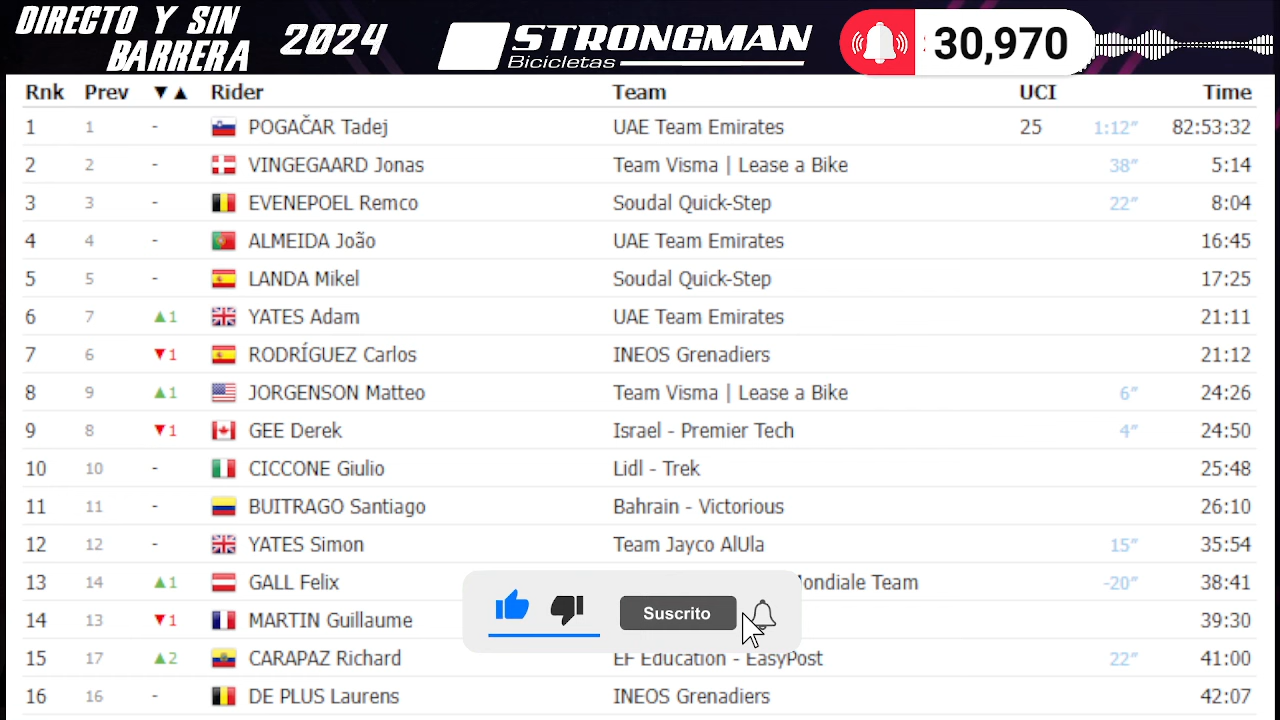 DIRECTO Y SIN BARRERA 2024 STRONGMAN Bicicletas 30,970
Rnk Prev ▼▲ Rider Team UCI Time
1 1 - POGAČAR Tadej UAE Team Emirates 25 1:12″ 82:53:32
2 2 - VINGEGAARD Jonas Team Visma | Lease a Bike 38″ 5:14
3 3 - EVENEPOEL Remco Soudal Quick-Step 22″ 8:04
4 4 - ALMEIDA João UAE Team Emirates 16:45
5 5 - LANDA Mikel Soudal Quick-Step 17:25
6 7 ▲1 YATES Adam UAE Team Emirates 21:11
7 6 ▼1 RODRÍGUEZ Carlos INEOS Grenadiers 21:12
8 9 ▲1 JORGENSON Matteo Team Visma | Lease a Bike 6″ 24:26
9 8 ▼1 GEE Derek Israel - Premier Tech 4″ 24:50
10 10 - CICCONE Giulio Lidl - Trek 25:48
11 11 - BUITRAGO Santiago Bahrain - Victorious 26:10
12 12 - YATES Simon Team Jayco AlUla 15″ 35:54
13 14 ▲1 GALL Felix Mondiale Team -20″ 38:41
14 13 ▼1 MARTIN Guillaume Suscrito 39:30
15 17 ▲2 CARAPAZ Richard EF Education - EasyPost 22″ 41:00
16 16 - DE PLUS Laurens INEOS Grenadiers 42:07